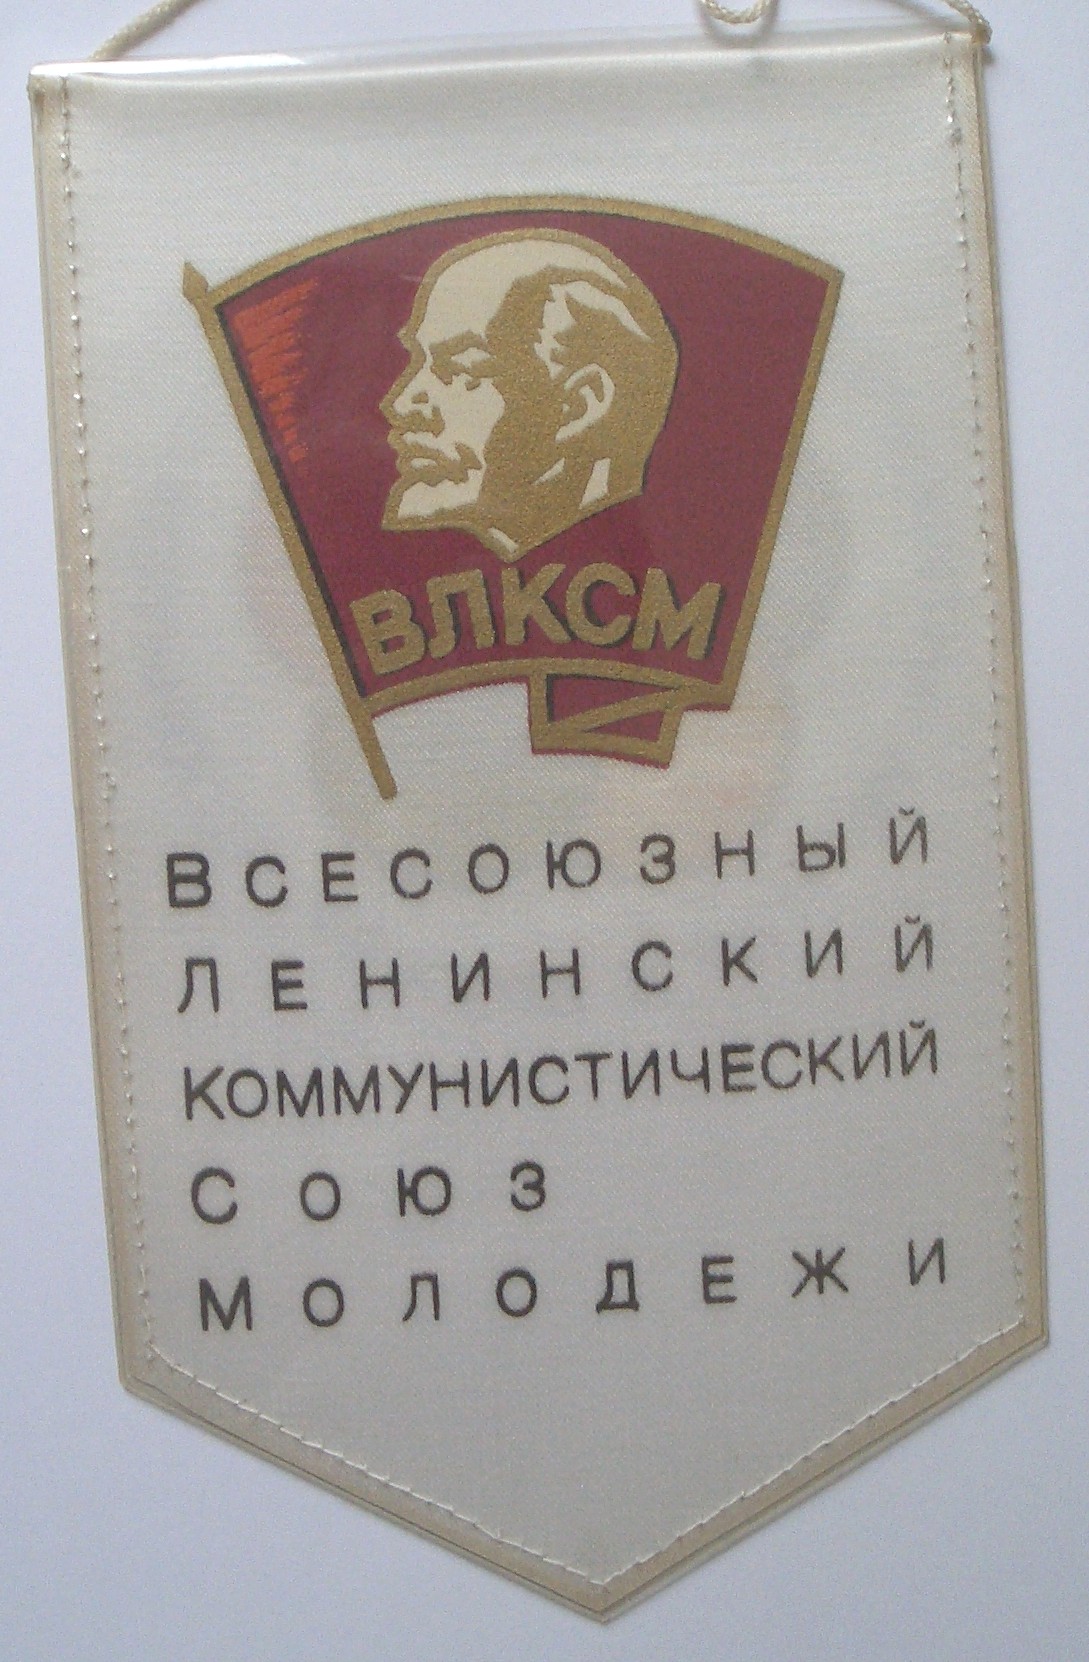 ВЛКСМ
ВСЕСОЮЗНЫЙ
ЛЕНИНСКИЙ
КОММУНИСТИЧЕСКИЙ
СОЮЗ
МОЛОДЕЖИ